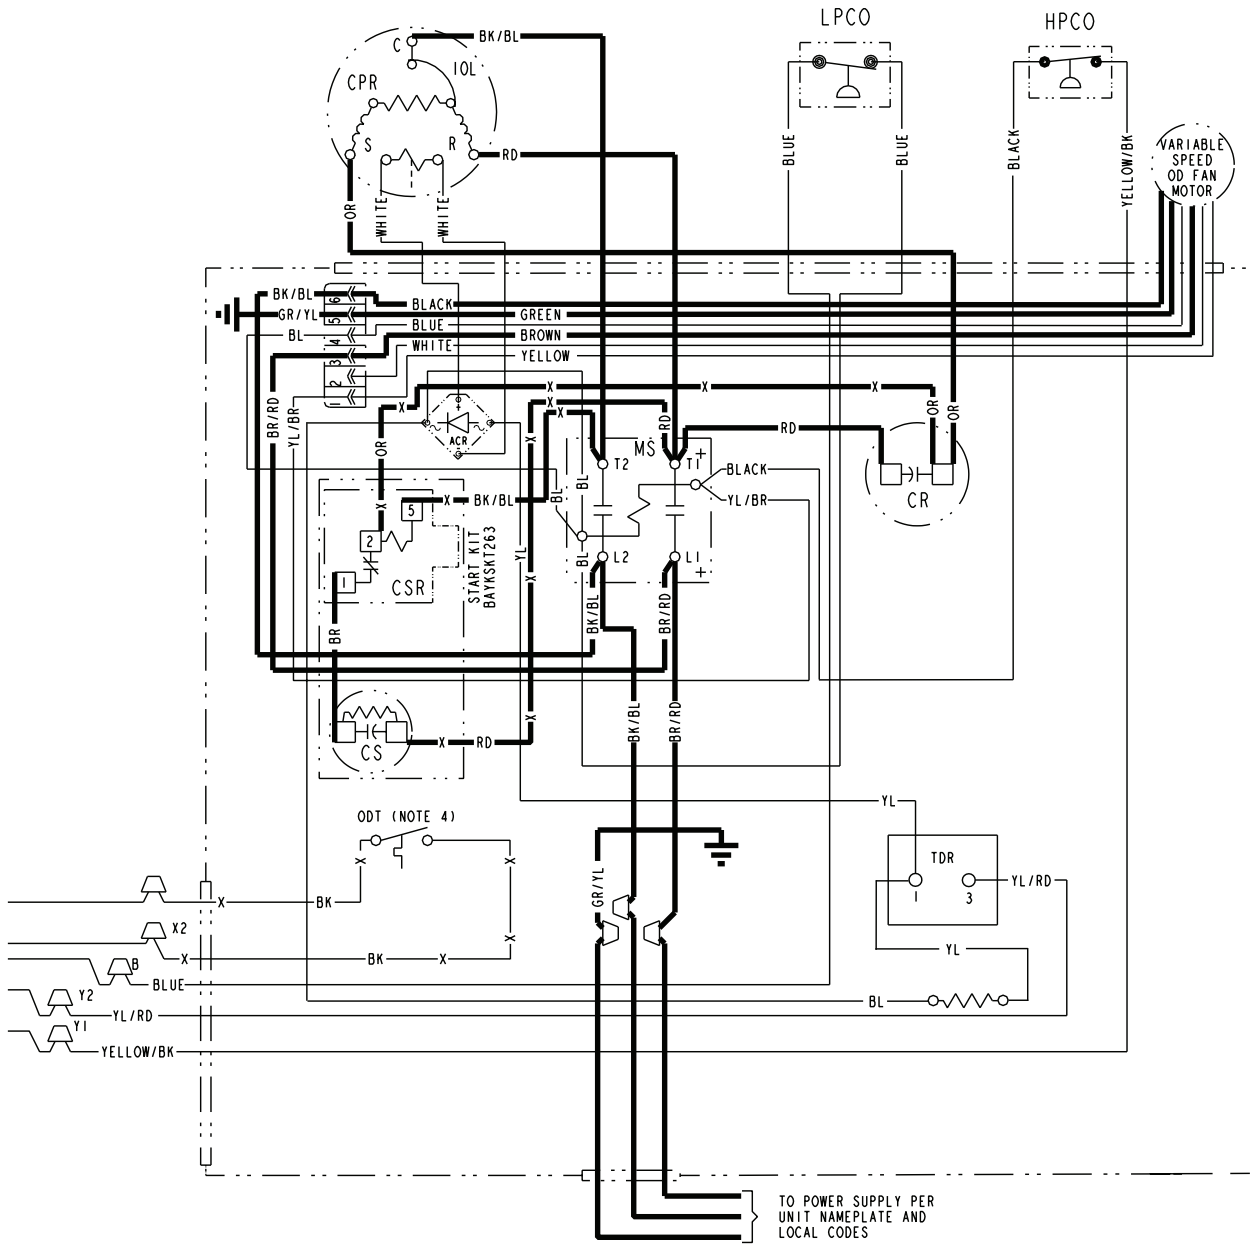 LPCO
HPCO
C
BK/BL
IOL
CPR
S
R
RD
BLUE
BLUE
BLACK
YELLOW/BK
VARIABLE
SPEED
OD FAN
MOTOR
OR
WHITE
WHITE
BK/BL
6
BLACK
GR/YL
5
GREEN
BL
4
BLUE
BROWN
3
WHITE
YELLOW
2
1
X
X
X
X
X
X
BR/RD
YL/BR
OR
+
ACR
-
X
RD
RD
OR
OR
MS
+
T2
T1
BLACK
YL/BR
CR
BL
BL
X
BK/BL
X
5
2
1
CSR
START KIT
BAYKSKT263
YL
X
BL
L2
L1
+
BR
BK/BL
BR/RD
BK/BL
BR/RD
X
CS
X
RD
YL
ODT (NOTE 4)
X
X
TDR
1
3
YL/RD
GR/YL
X
BK
X2
X
BK
X
X
YL
B
BLUE
Y2
BL
YL/RD
Y1
YELLOW/BK
TO POWER SUPPLY PER
UNIT NAMEPLATE AND
LOCAL CODES